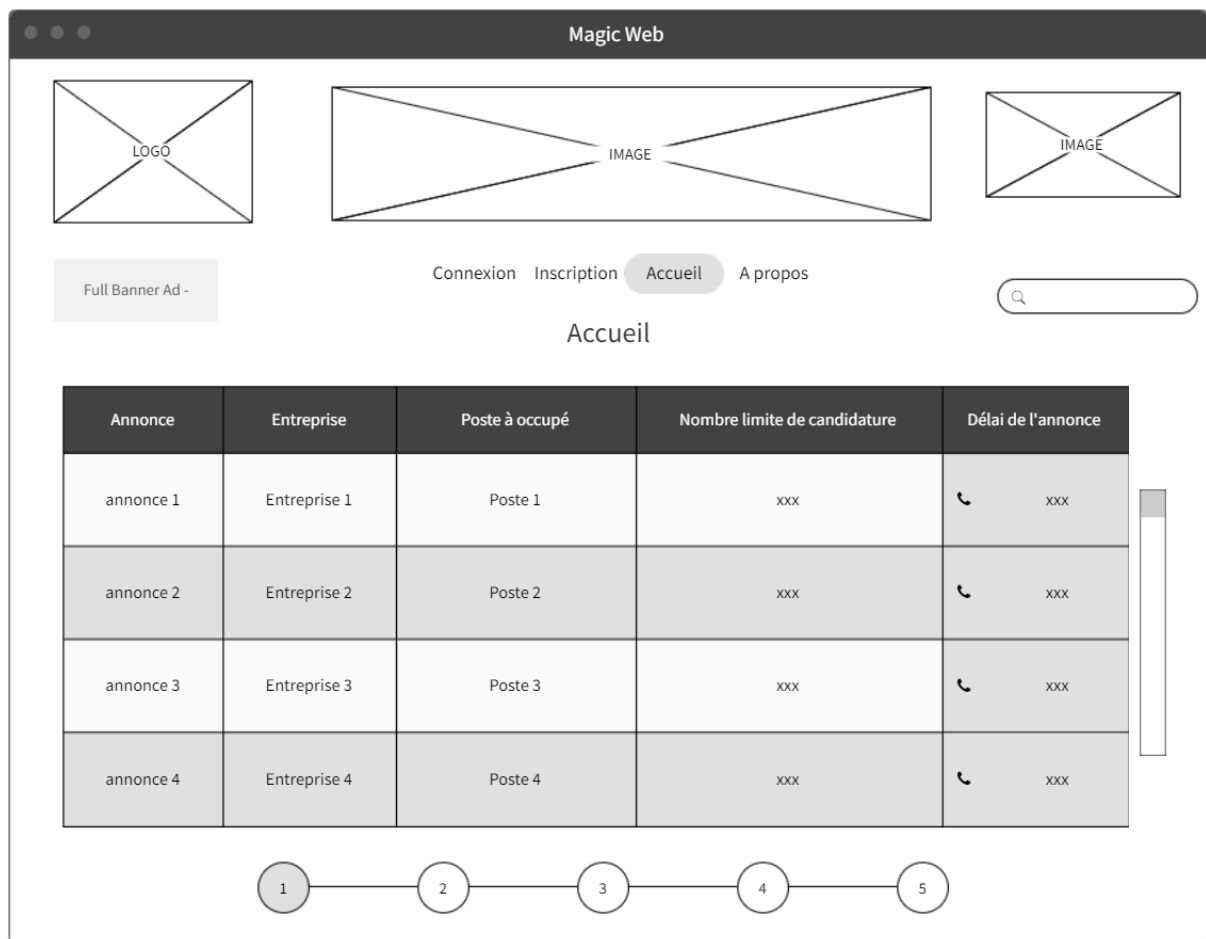 Magic Web
LOGO
IMAGE
IMAGE
Full Banner Ad -
Connexion Inscription Accueil A propos
Accueil
Annonce Entreprise Poste à occupé Nombre limite de candidature Délai de l'annonce
annonce 1 Entreprise 1 Poste 1 xxx xxx
annonce 2 Entreprise 2 Poste 2 xxx xxx
annonce 3 Entreprise 3 Poste 3 xxx xxx
annonce 4 Entreprise 4 Poste 4 xxx xxx
1 2 3 4 5